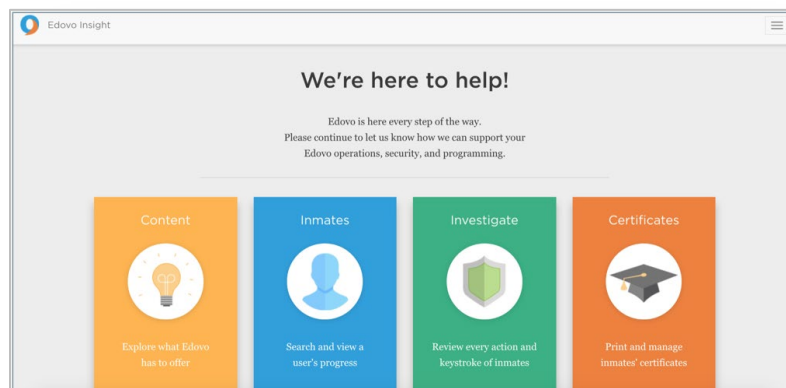 Edovo Insight
We're here to help!
Edovo is here every step of the way.
Please continue to let us know how we can support your
Edovo operations, security, and programming.
Content
Explore what Edovo
has to offer
Inmates
Search and view a
user's progress
Investigate
Review every action and
keystroke of inmates
Certificates
Print and manage
inmates' certificates